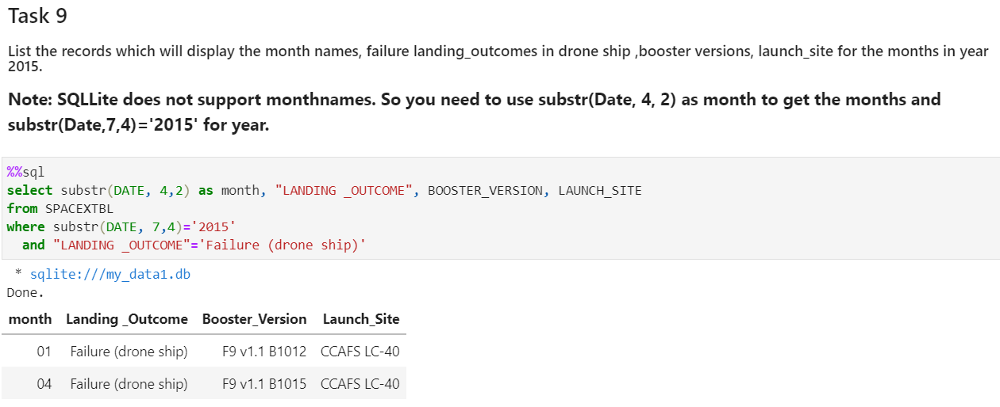 Task 9
List the records which will display the month names, failure landing_outcomes in drone ship ,booster versions, launch_site for the months in year
2015.
Note: SQLLite does not support monthnames. So you need to use substr(Date, 4, 2) as month to get the months and
substr(Date,7,4)='2015' for year.
%%sql
select substr(DATE, 4,2) as month, "LANDING _OUTCOME", BOOSTER_VERSION, LAUNCH_SITE
from SPACEXTBL
where substr(DATE, 7,4)='2015'
and "LANDING _OUTCOME"='Failure (drone ship)'
* sqlite:///my_data1.db
Done.
month Landing _Outcome Booster_Version Launch_Site
01 Failure (drone ship) F9 v1.1 B1012 CCAFS LC-40
04 Failure (drone ship) F9 v1.1 B1015 CCAFS LC-40